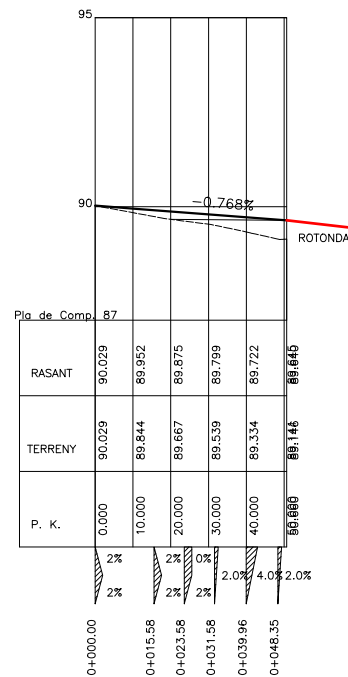 95
90
-0.768%
ROTONDA
Pla de Comp. 87
RASANT 90.029 89.952 89.875 89.799 89.722
TERRENY 90.029 89.844 89.667 89.539 89.334
P. K. 0.000 10.000 20.000 30.000 40.000
2% 2% 0%
2.0% 4.0% 2.0%
2% 2% 2%
0+000.00 0+015.58 0+023.58 0+031.58 0+039.96 0+048.35